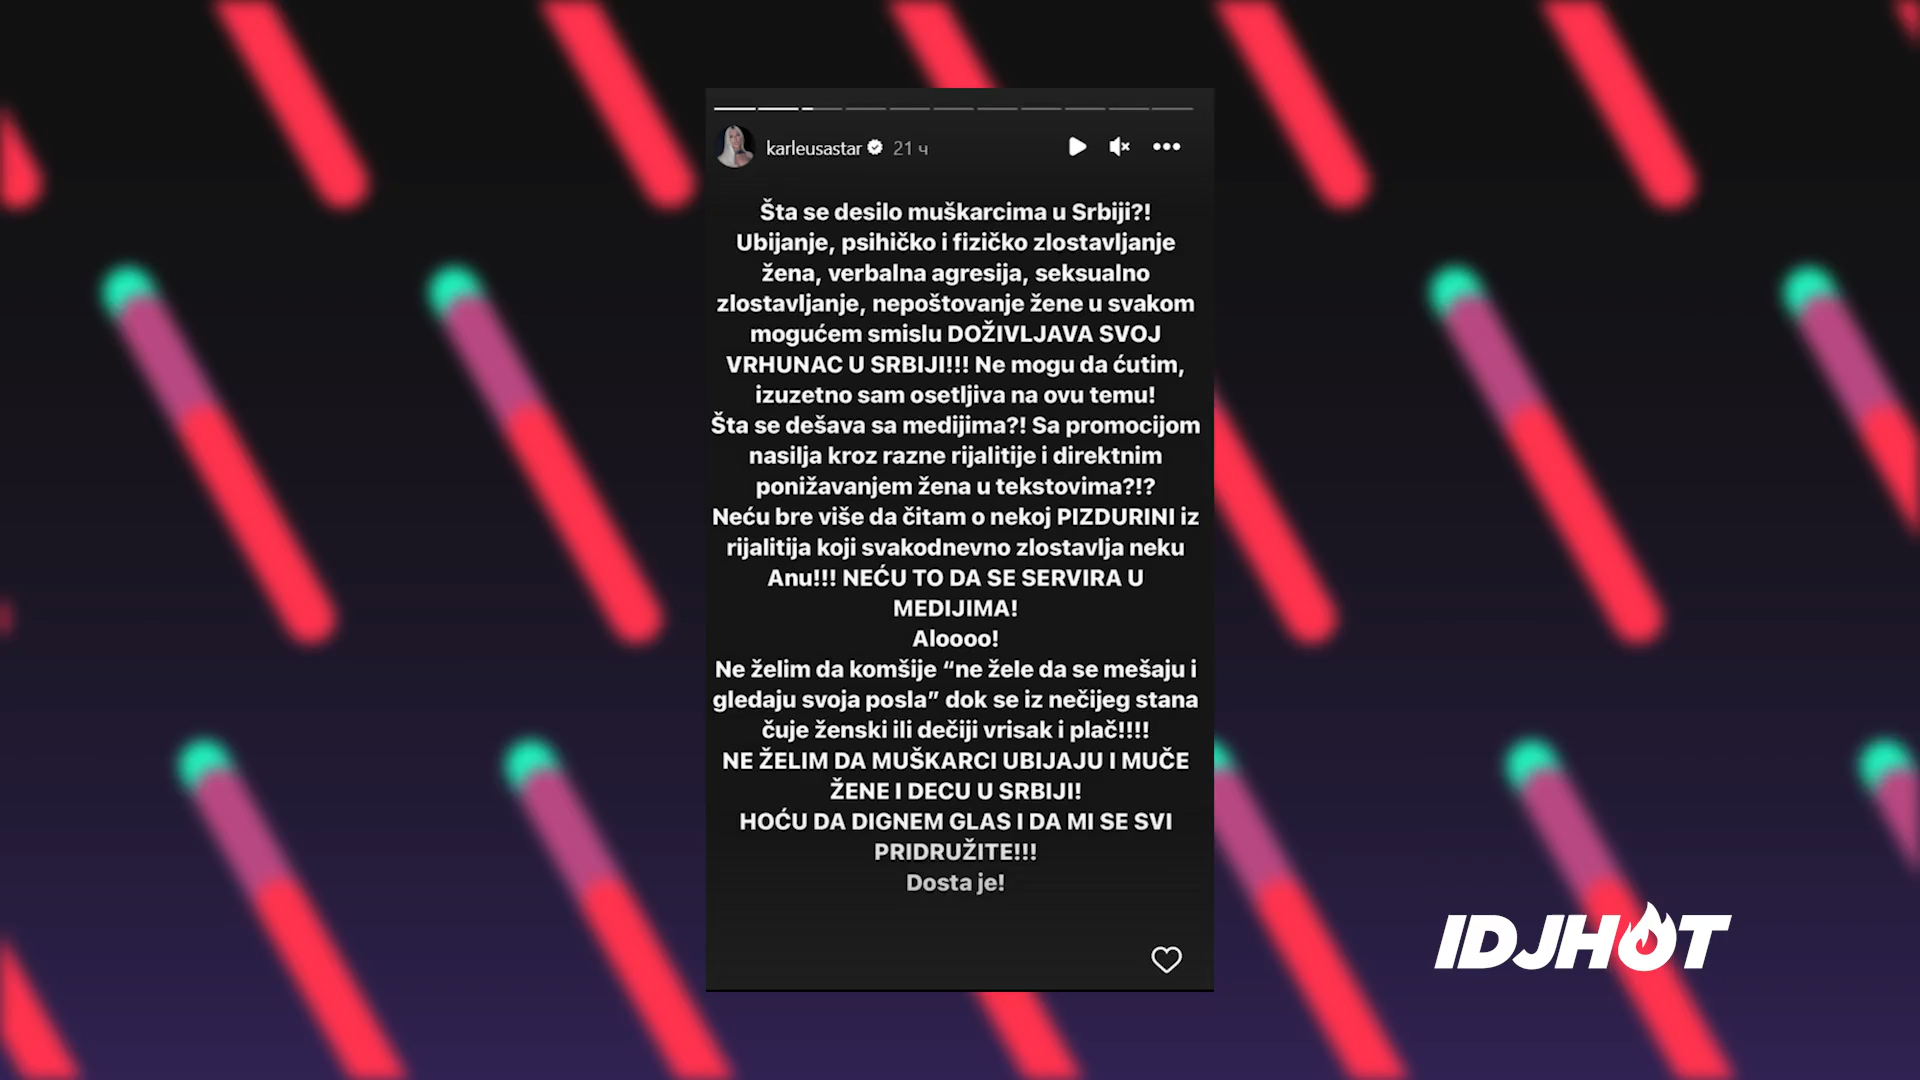 karleusastar 21 ч
Šta se desilo muškarcima u Srbiji?!
Ubijanje, psihičko i fizičko zlostavljanje
žena, verbalna agresija, seksualno
zlostavljanje, nepoštovanje žene u svakom
mogućem smislu DOŽIVLJAVA SVOJ
VRHUNAC U SRBIJI!!! Ne mogu da ćutim,
izuzetno sam osetljiva na ovu temu!
Šta se dešava sa medijima?! Sa promocijom
nasilja kroz razne rijalitije i direktnim
ponižavanjem žena u tekstovima?!?
Neću bre više da čitam o nekoj PIZDURINI iz
rijalitija koji svakodnevno zlostavlja neku
Anu!!! NEĆU TO DA SE SERVIRA U
MEDIJIMA!
Aloooo!
Ne želim da komšije “ne žele da se mešaju i
gledaju svoja posla” dok se iz nečijeg stana
čuje ženski ili dečiji vrisak i plač!!!!
NE ŽELIM DA MUŠKARCI UBIJAJU I MUČE
ŽENE I DECU U SRBIJI!
HOĆU DA DIGNEM GLAS I DA MI SE SVI
PRIDRUŽITE!!!
Dosta je!
IDJHOT